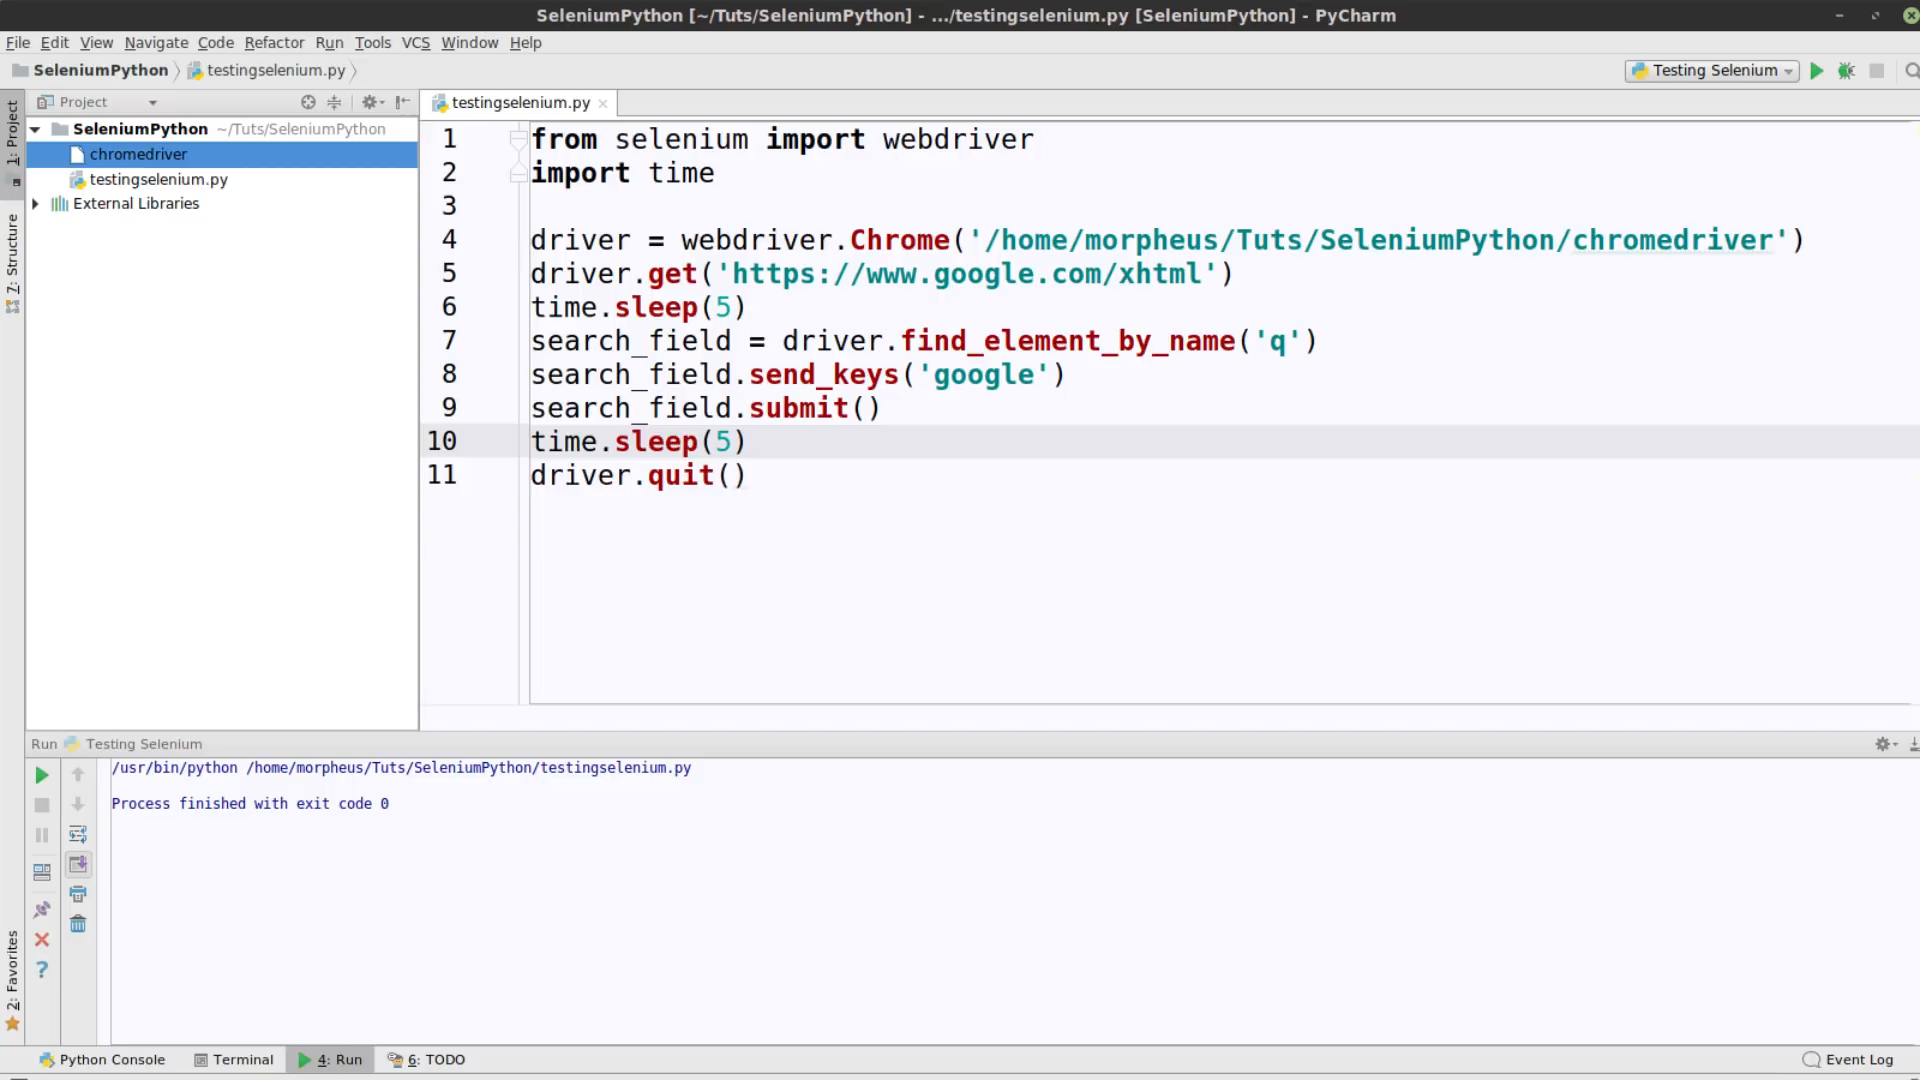 SeleniumPython [~/Tuts/SeleniumPython] - .../testingselenium.py [SeleniumPython] - PyCharm
File Edit View Navigate Code Refactor Run Tools VCS Window Help
SeleniumPython testingselenium.py
Testing Selenium
1: Project
7: Structure
2: Favorites
Project
SeleniumPython ~/Tuts/SeleniumPython
chromedriver
testingselenium.py
External Libraries
testingselenium.py
1 from selenium import webdriver
2 import time
3
4 driver = webdriver.Chrome('/home/morpheus/Tuts/SeleniumPython/chromedriver')
5 driver.get('https://www.google.com/xhtml')
6 time.sleep(5)
7 search_field = driver.find_element_by_name('q')
8 search_field.send_keys('google')
9 search_field.submit()
10 time.sleep(5)
11 driver.quit()
Run Testing Selenium
/usr/bin/python /home/morpheus/Tuts/SeleniumPython/testingselenium.py
Process finished with exit code 0
Python Console Terminal 4: Run 6: TODO Event Log